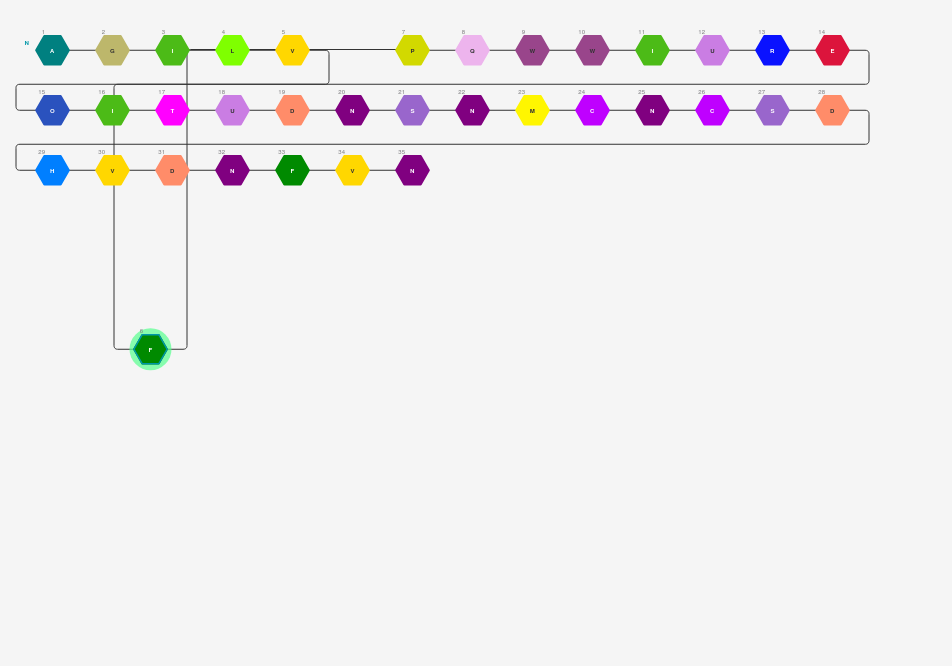 1 2 3 4 5 7 8 9 10 11 12 13 14
N A G I L V P Q W W I U R E
15 16 17 18 19 20 21 22 23 24 25 26 27 28
O I T U D N S N M C N C S D
29 30 31 32 33 34 35
H V D N F V N
6
F